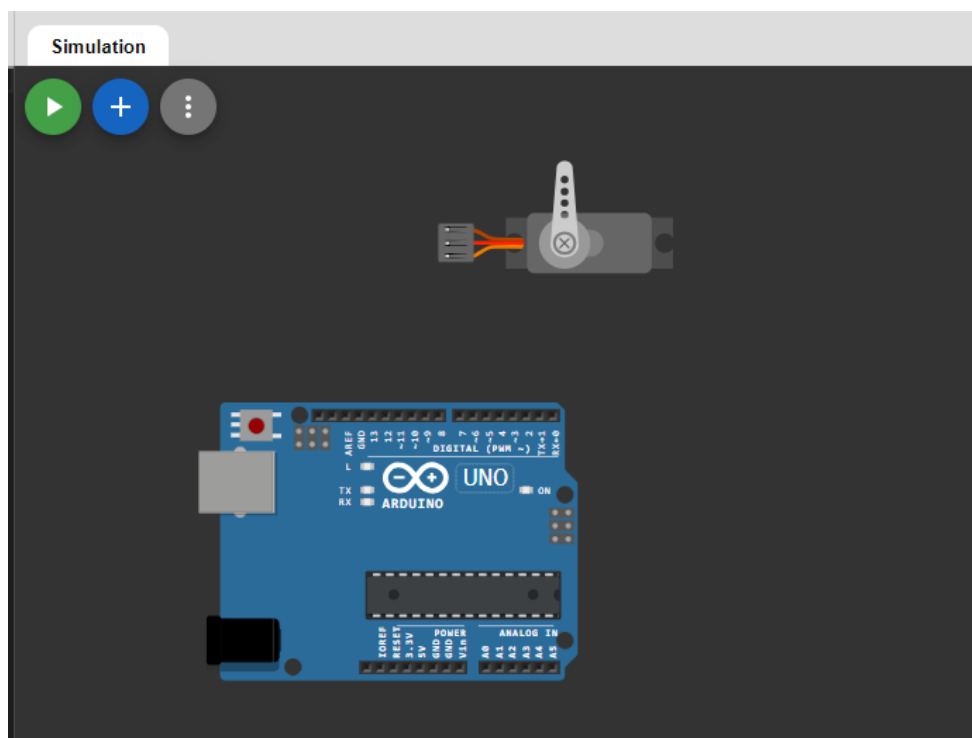 Simulation
AREF
GND
13
12
~11
~10
~9
8
7
~6
~5
4
~3
2
TX→1
RX←0
DIGITAL (PWM ~)
L
TX
RX
UNO
ON
ARDUINO
POWER
ANALOG IN
IOREF
RESET
3.3V
5V
GND
GND
Vin
A0
A1
A2
A3
A4
A5